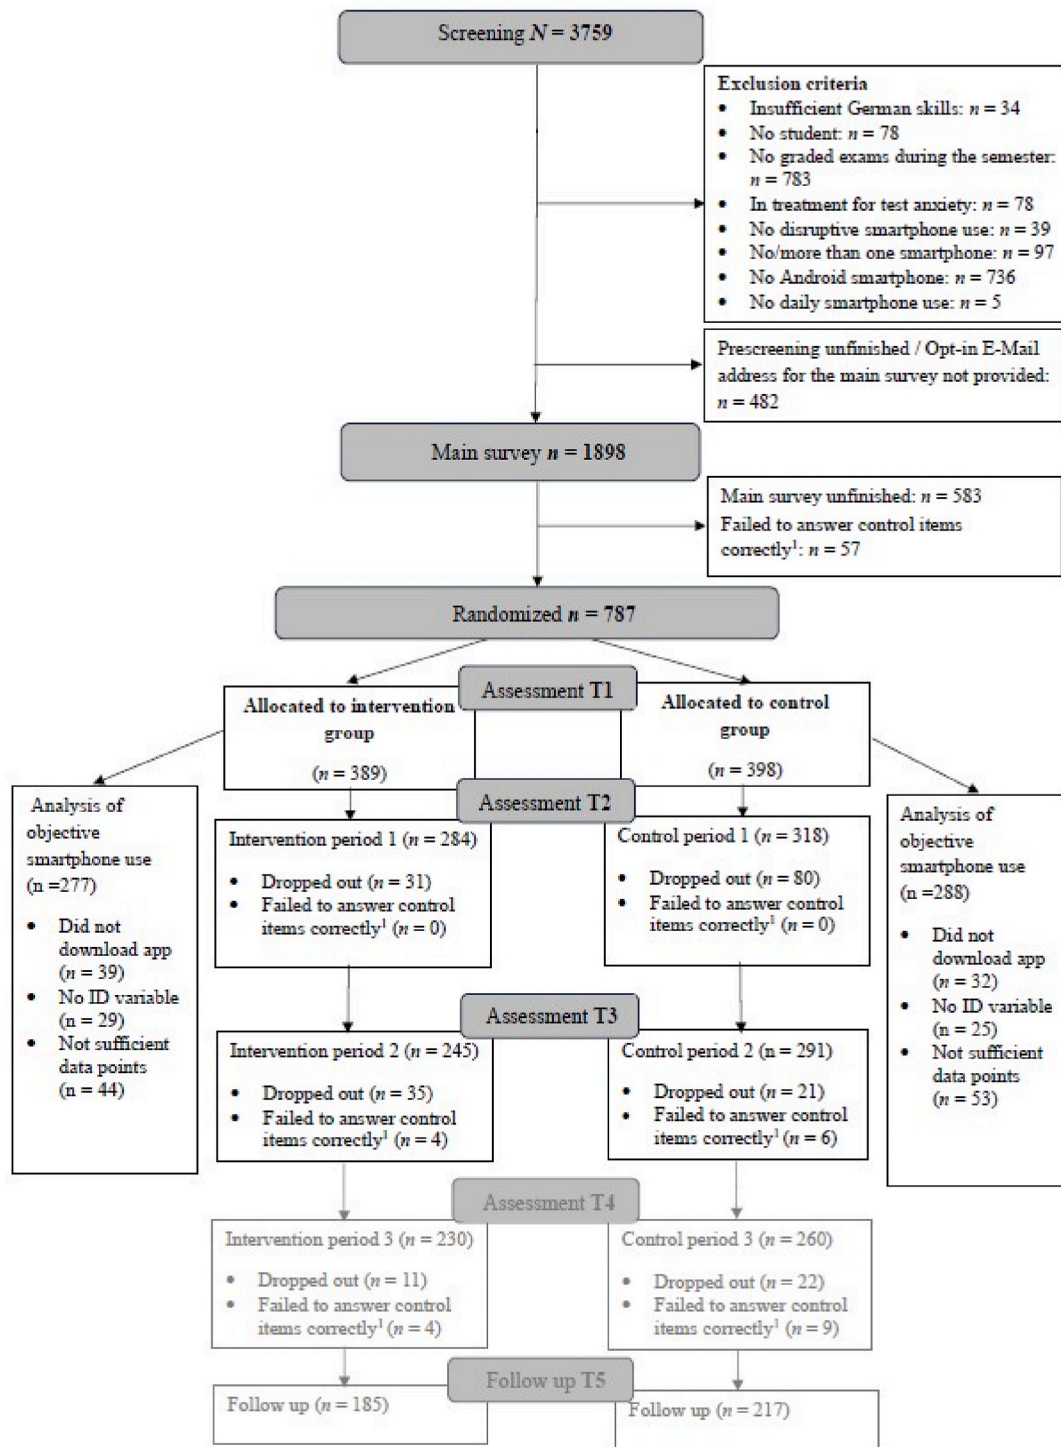 Screening N = 3759
Exclusion criteria
• Insufficient German skills: n = 34
• No student: n = 78
• No graded exams during the semester:
n = 783
• In treatment for test anxiety: n = 78
• No disruptive smartphone use: n = 39
• No/more than one smartphone: n = 97
• No Android smartphone: n = 736
• No daily smartphone use: n = 5
Prescreening unfinished / Opt-in E-Mail
address for the main survey not provided:
n = 482
Main survey n = 1898
Main survey unfinished: n = 583
Failed to answer control items
correctly¹: n = 57
Randomized n = 787
Assessment T1
Allocated to intervention
group
(n = 389)
Allocated to control
group
(n = 398)
Analysis of
objective
smartphone use
(n =277)
• Did not
download app
(n = 39)
• No ID variable
(n = 29)
• Not sufficient
data points
(n = 44)
Assessment T2
Intervention period 1 (n = 284)
• Dropped out (n = 31)
• Failed to answer control
items correctly¹ (n = 0)
Control period 1 (n = 318)
• Dropped out (n = 80)
• Failed to answer control
items correctly¹ (n = 0)
Analysis of
objective
smartphone use
(n =288)
• Did not
download app
(n = 32)
• No ID variable
(n = 25)
• Not sufficient
data points
(n = 53)
Assessment T3
Intervention period 2 (n = 245)
• Dropped out (n = 35)
• Failed to answer control
items correctly¹ (n = 4)
Control period 2 (n = 291)
• Dropped out (n = 21)
• Failed to answer control
items correctly¹ (n = 6)
Assessment T4
Intervention period 3 (n = 230)
• Dropped out (n = 11)
• Failed to answer control
items correctly¹ (n = 4)
Control period 3 (n = 260)
• Dropped out (n = 22)
• Failed to answer control
items correctly¹ (n = 9)
Follow up T5
Follow up (n = 185)
Follow up (n = 217)